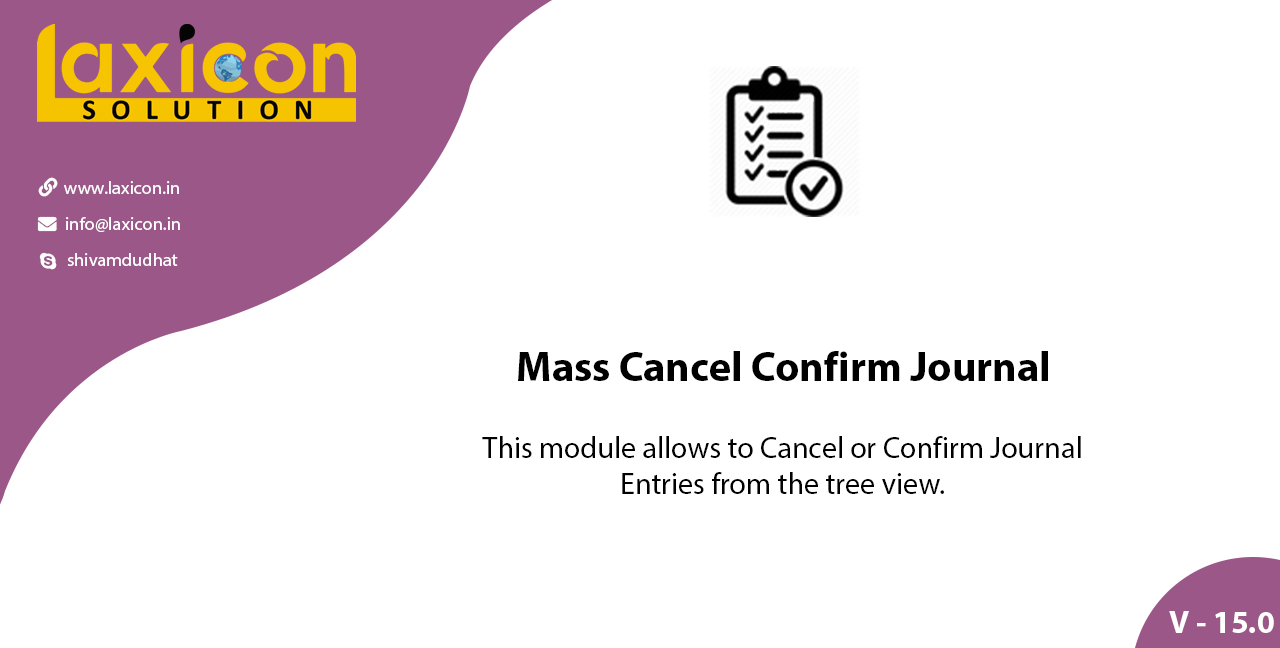 Laxicon
SOLUTION
www.laxicon.in
info@laxicon.in
shivamdudhat
Mass Cancel Confirm Journal
This module allows to Cancel or Confirm Journal
Entries from the tree view.
V - 15.0